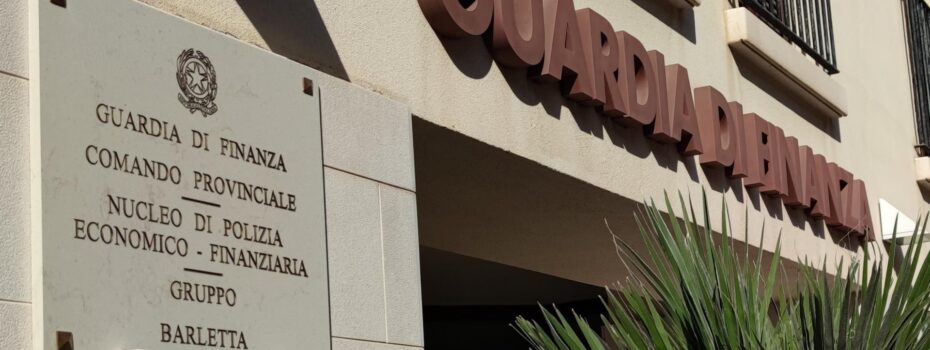 GUARDIA DI FINANZA
COMANDO PROVINCIALE
NUCLEO DI POLIZIA
ECONOMICO - FINANZIARIA
GRUPPO
BARLETTA
GUARDIA DI FINANZA